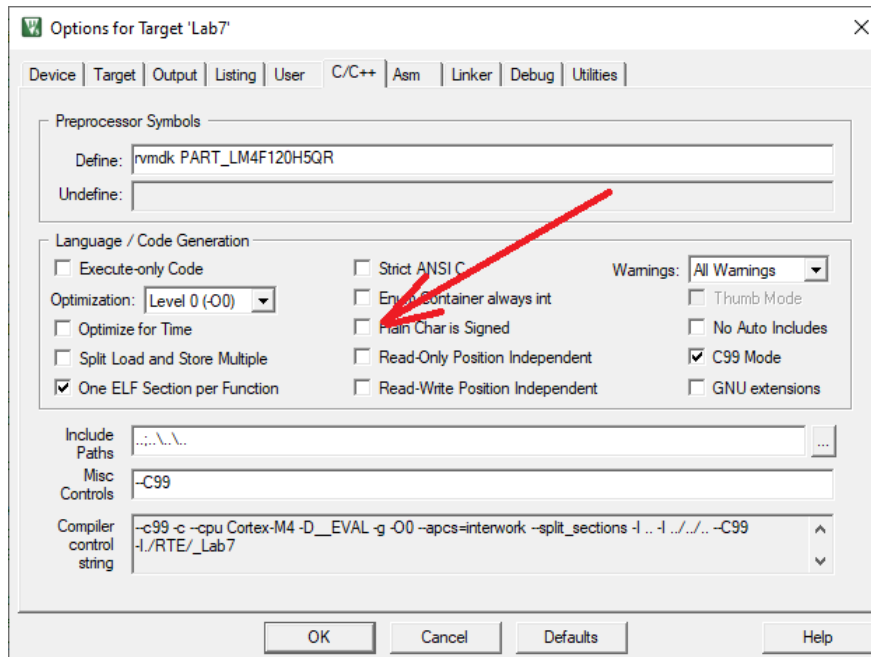 Options for Target 'Lab7'
Device Target Output Listing User C/C++ Asm Linker Debug Utilities
Preprocessor Symbols
Define: rvmdk PART_LM4F120H5QR
Undefine:
Language / Code Generation
Execute-only Code
Strict ANSI C
Warnings: All Warnings
Optimization: Level 0 (-O0)
Enum Container always int
Thumb Mode
Optimize for Time
Plain Char is Signed
No Auto Includes
Split Load and Store Multiple
Read-Only Position Independent
C99 Mode
One ELF Section per Function
Read-Write Position Independent
GNU extensions
Include Paths
..;..\..\..
...
Misc Controls
--C99
Compiler control string
--c99 -c --cpu Cortex-M4 -D__EVAL -g -O0 --apcs=interwork --split_sections -I .. -I ../../.. --C99
-I./RTE/_Lab7
OK Cancel Defaults Help